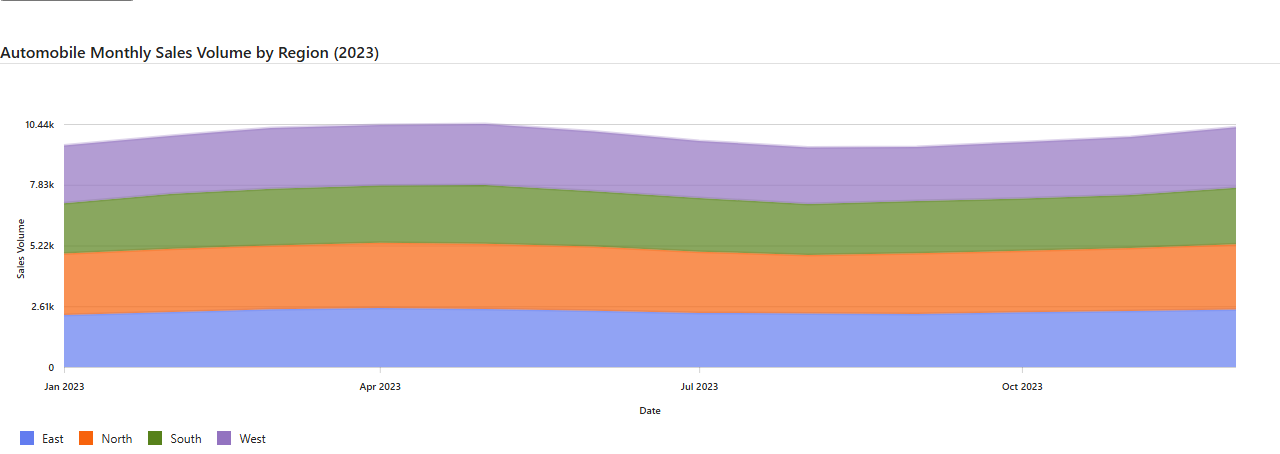 Automobile Monthly Sales Volume by Region (2023)
10.44k
7.83k
5.22k
2.61k
0
Sales Volume
Jan 2023 Apr 2023 Jul 2023 Oct 2023
Date
East North South West